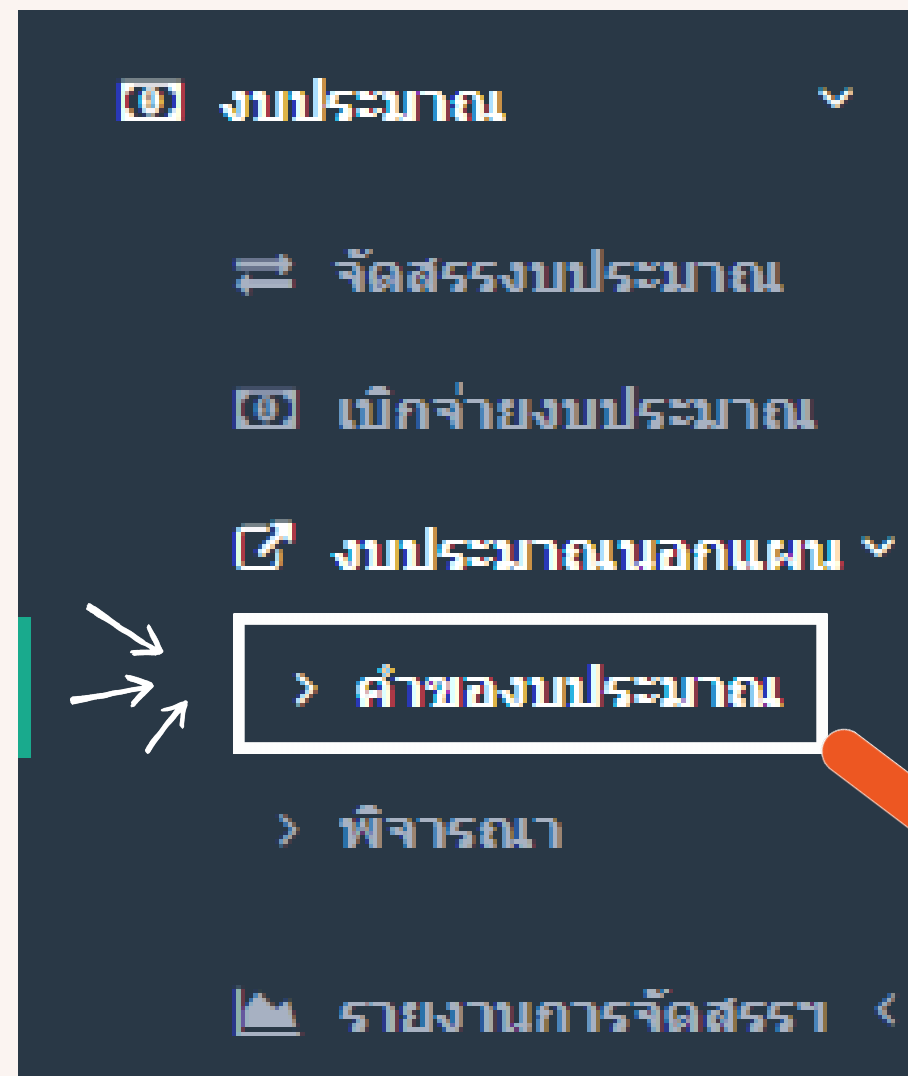 งบประมาณ
จัดสรรงบประมาณ
เบิกจ่ายงบประมาณ
งบประมาณนอกแผน
คำของบประมาณ
พิจารณา
รายงานการจัดสรรฯ